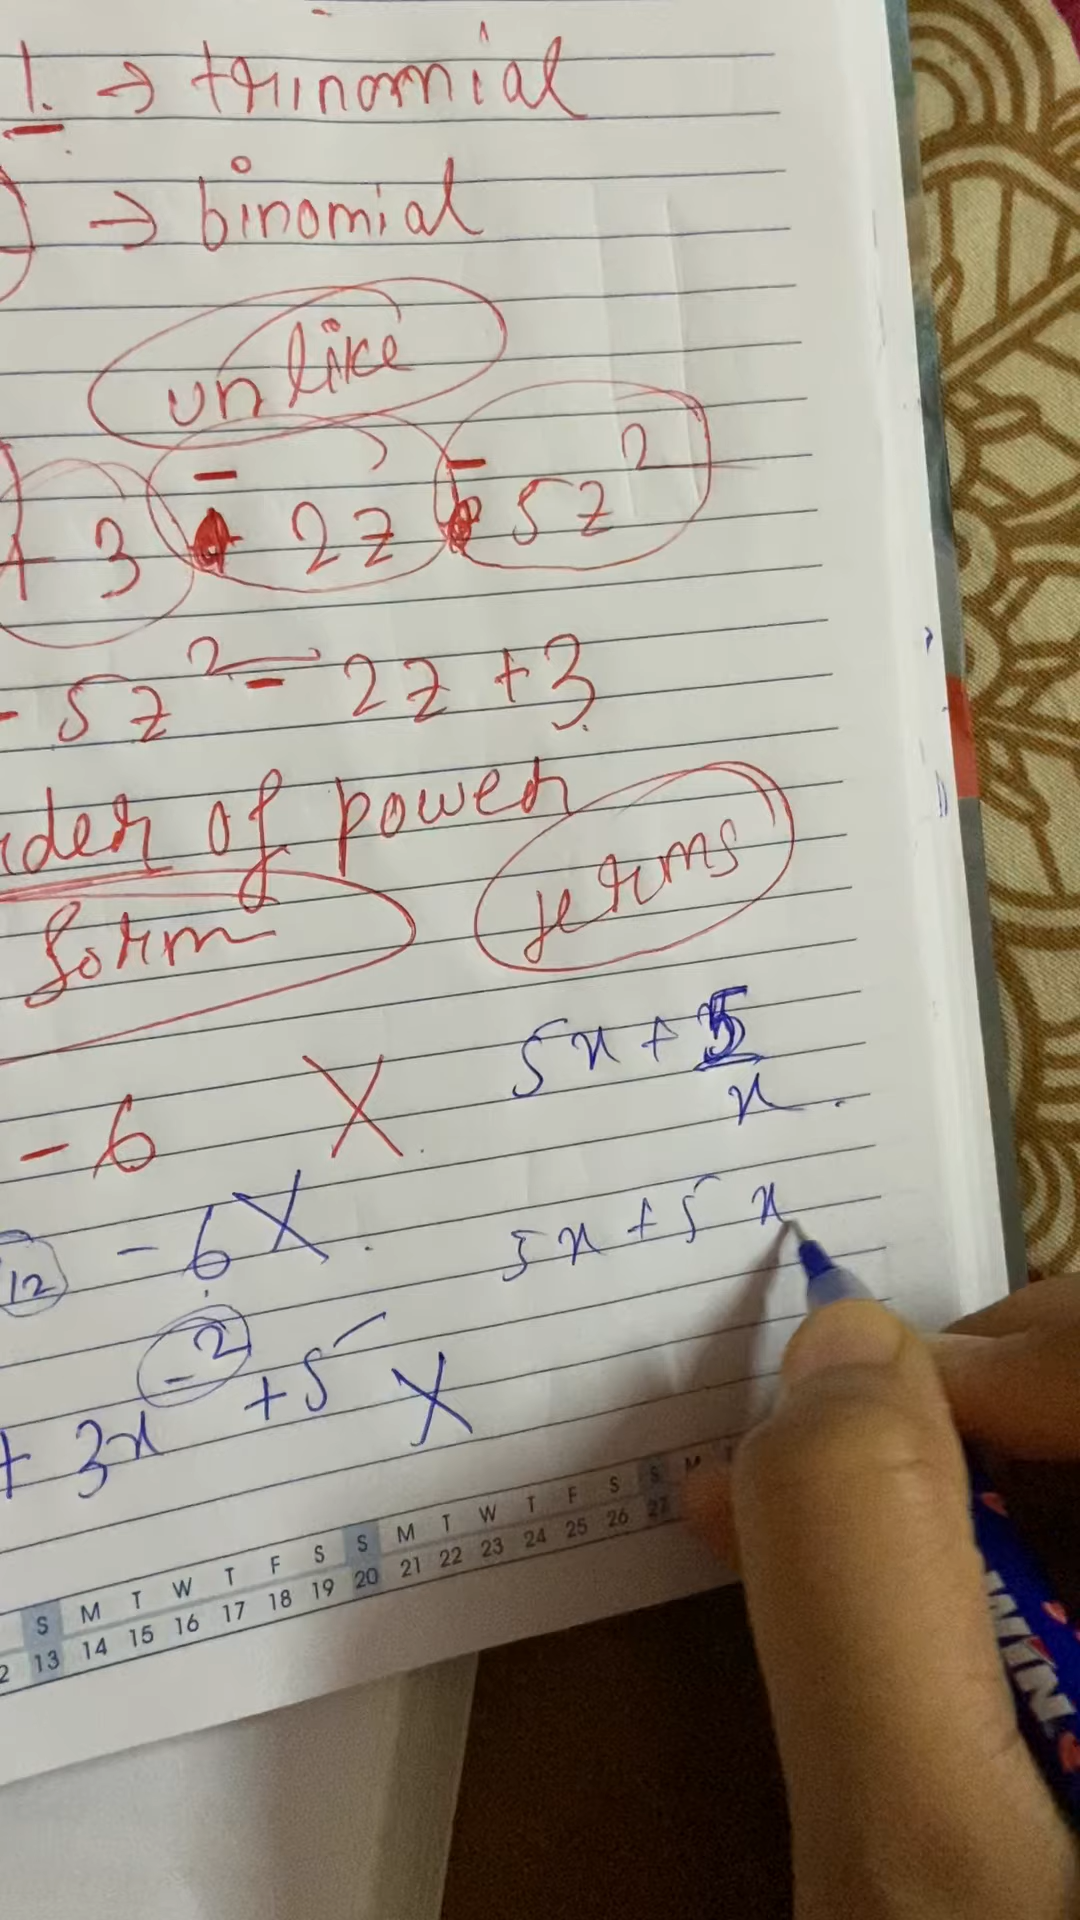 1. → trinomial
→ binomial
unlike
+ 3 - 2z - 5z²
- 5z² - 2z + 3
of power
form
terms
5x + 5/x
- 6 X
5x + 5 x
12 - 6 X
+ 3x⁻² + 5 X
S M T W T F S S M T W T F S S M
13 14 15 16 17 18 19 20 21 22 23 24 25 26 27
WIN